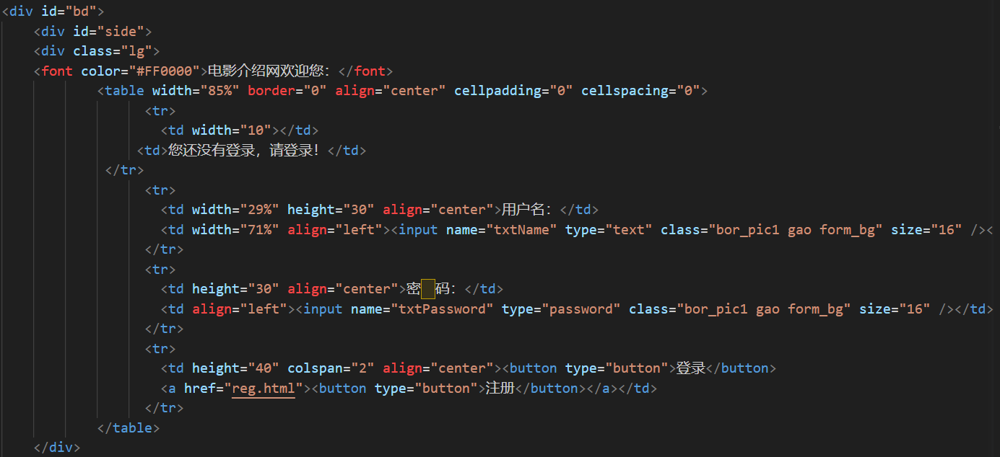 <div id="bd">
<div id="side">
<div class="lg">
<font color="#FF0000">电影介绍网欢迎您：</font>
<table width="85%" border="0" align="center" cellpadding="0" cellspacing="0">
<tr>
<td width="10"></td>
<td>您还没有登录，请登录！</td>
</tr>
<tr>
<td width="29%" height="30" align="center">用户名：</td>
<td width="71%" align="left"><input name="txtName" type="text" class="bor_pic1 gao form_bg" size="16" /><
</tr>
<tr>
<td height="30" align="center">密　码：</td>
<td align="left"><input name="txtPassword" type="password" class="bor_pic1 gao form_bg" size="16" /></td>
</tr>
<tr>
<td height="40" colspan="2" align="center"><button type="button">登录</button>
<a href="reg.html"><button type="button">注册</button></a></td>
</tr>
</table>
</div>